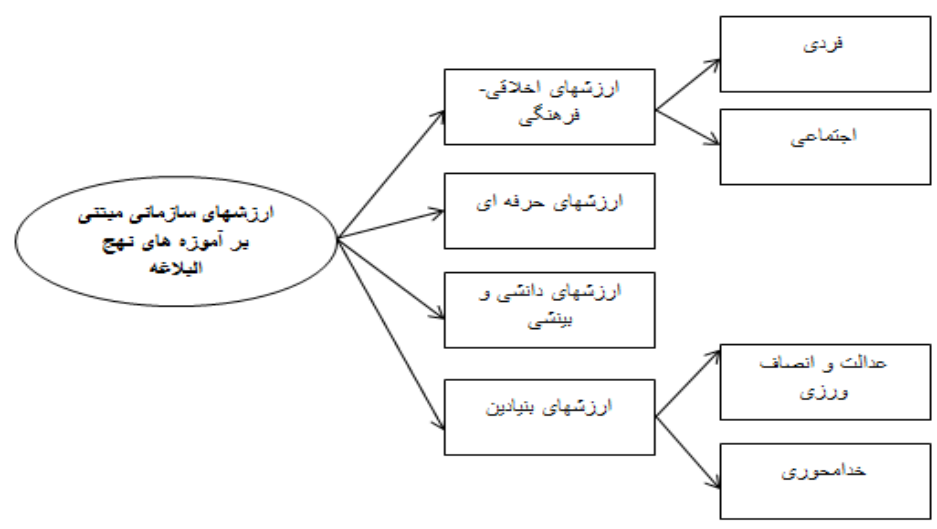 ارزشهای سازمانی مبتنی
بر آموزه های نهج
البلاغه
ارزشهای اخلاقی-
فرهنگی
فردی
اجتماعی
ارزشهای حرفه ای
ارزشهای دانشی و
بینشی
ارزشهای بنیادین
عدالت و انصاف
ورزی
خدامحوری